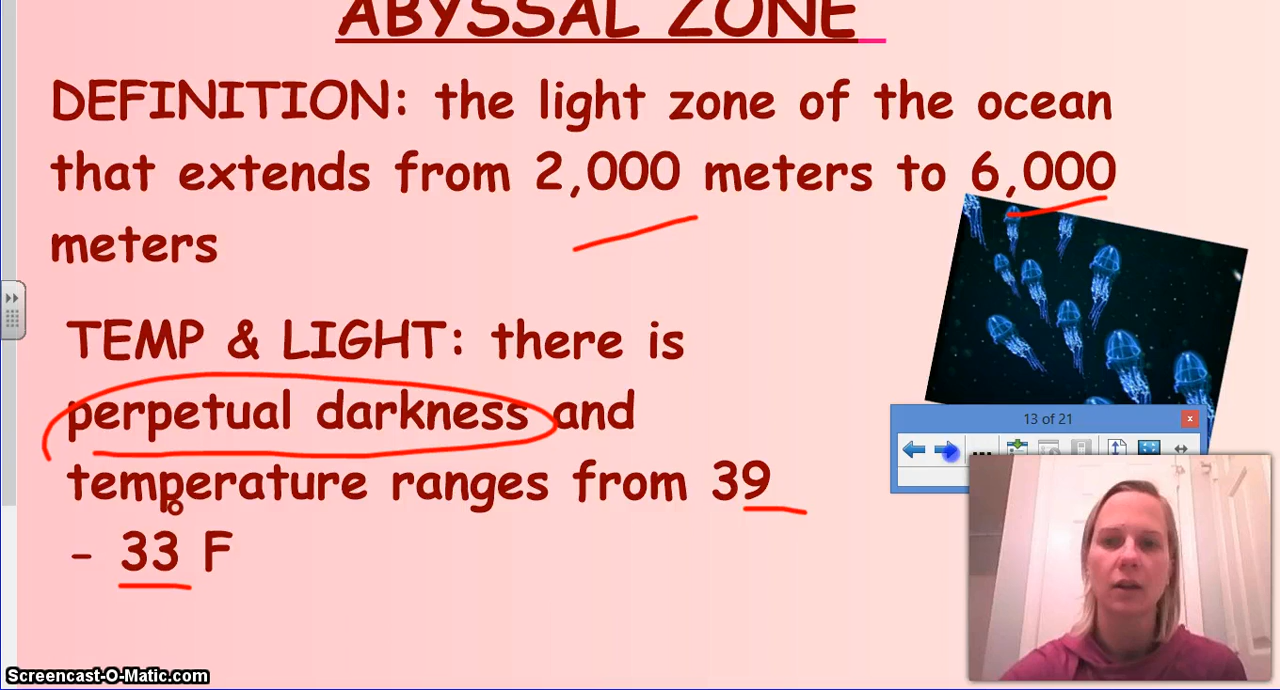 ABYSSAL ZONE
DEFINITION: the light zone of the ocean
that extends from 2,000 meters to 6,000
meters
TEMP & LIGHT: there is
perpetual darkness and
temperature ranges from 39
- 33 F
13 of 21
Screencast-O-Matic.com